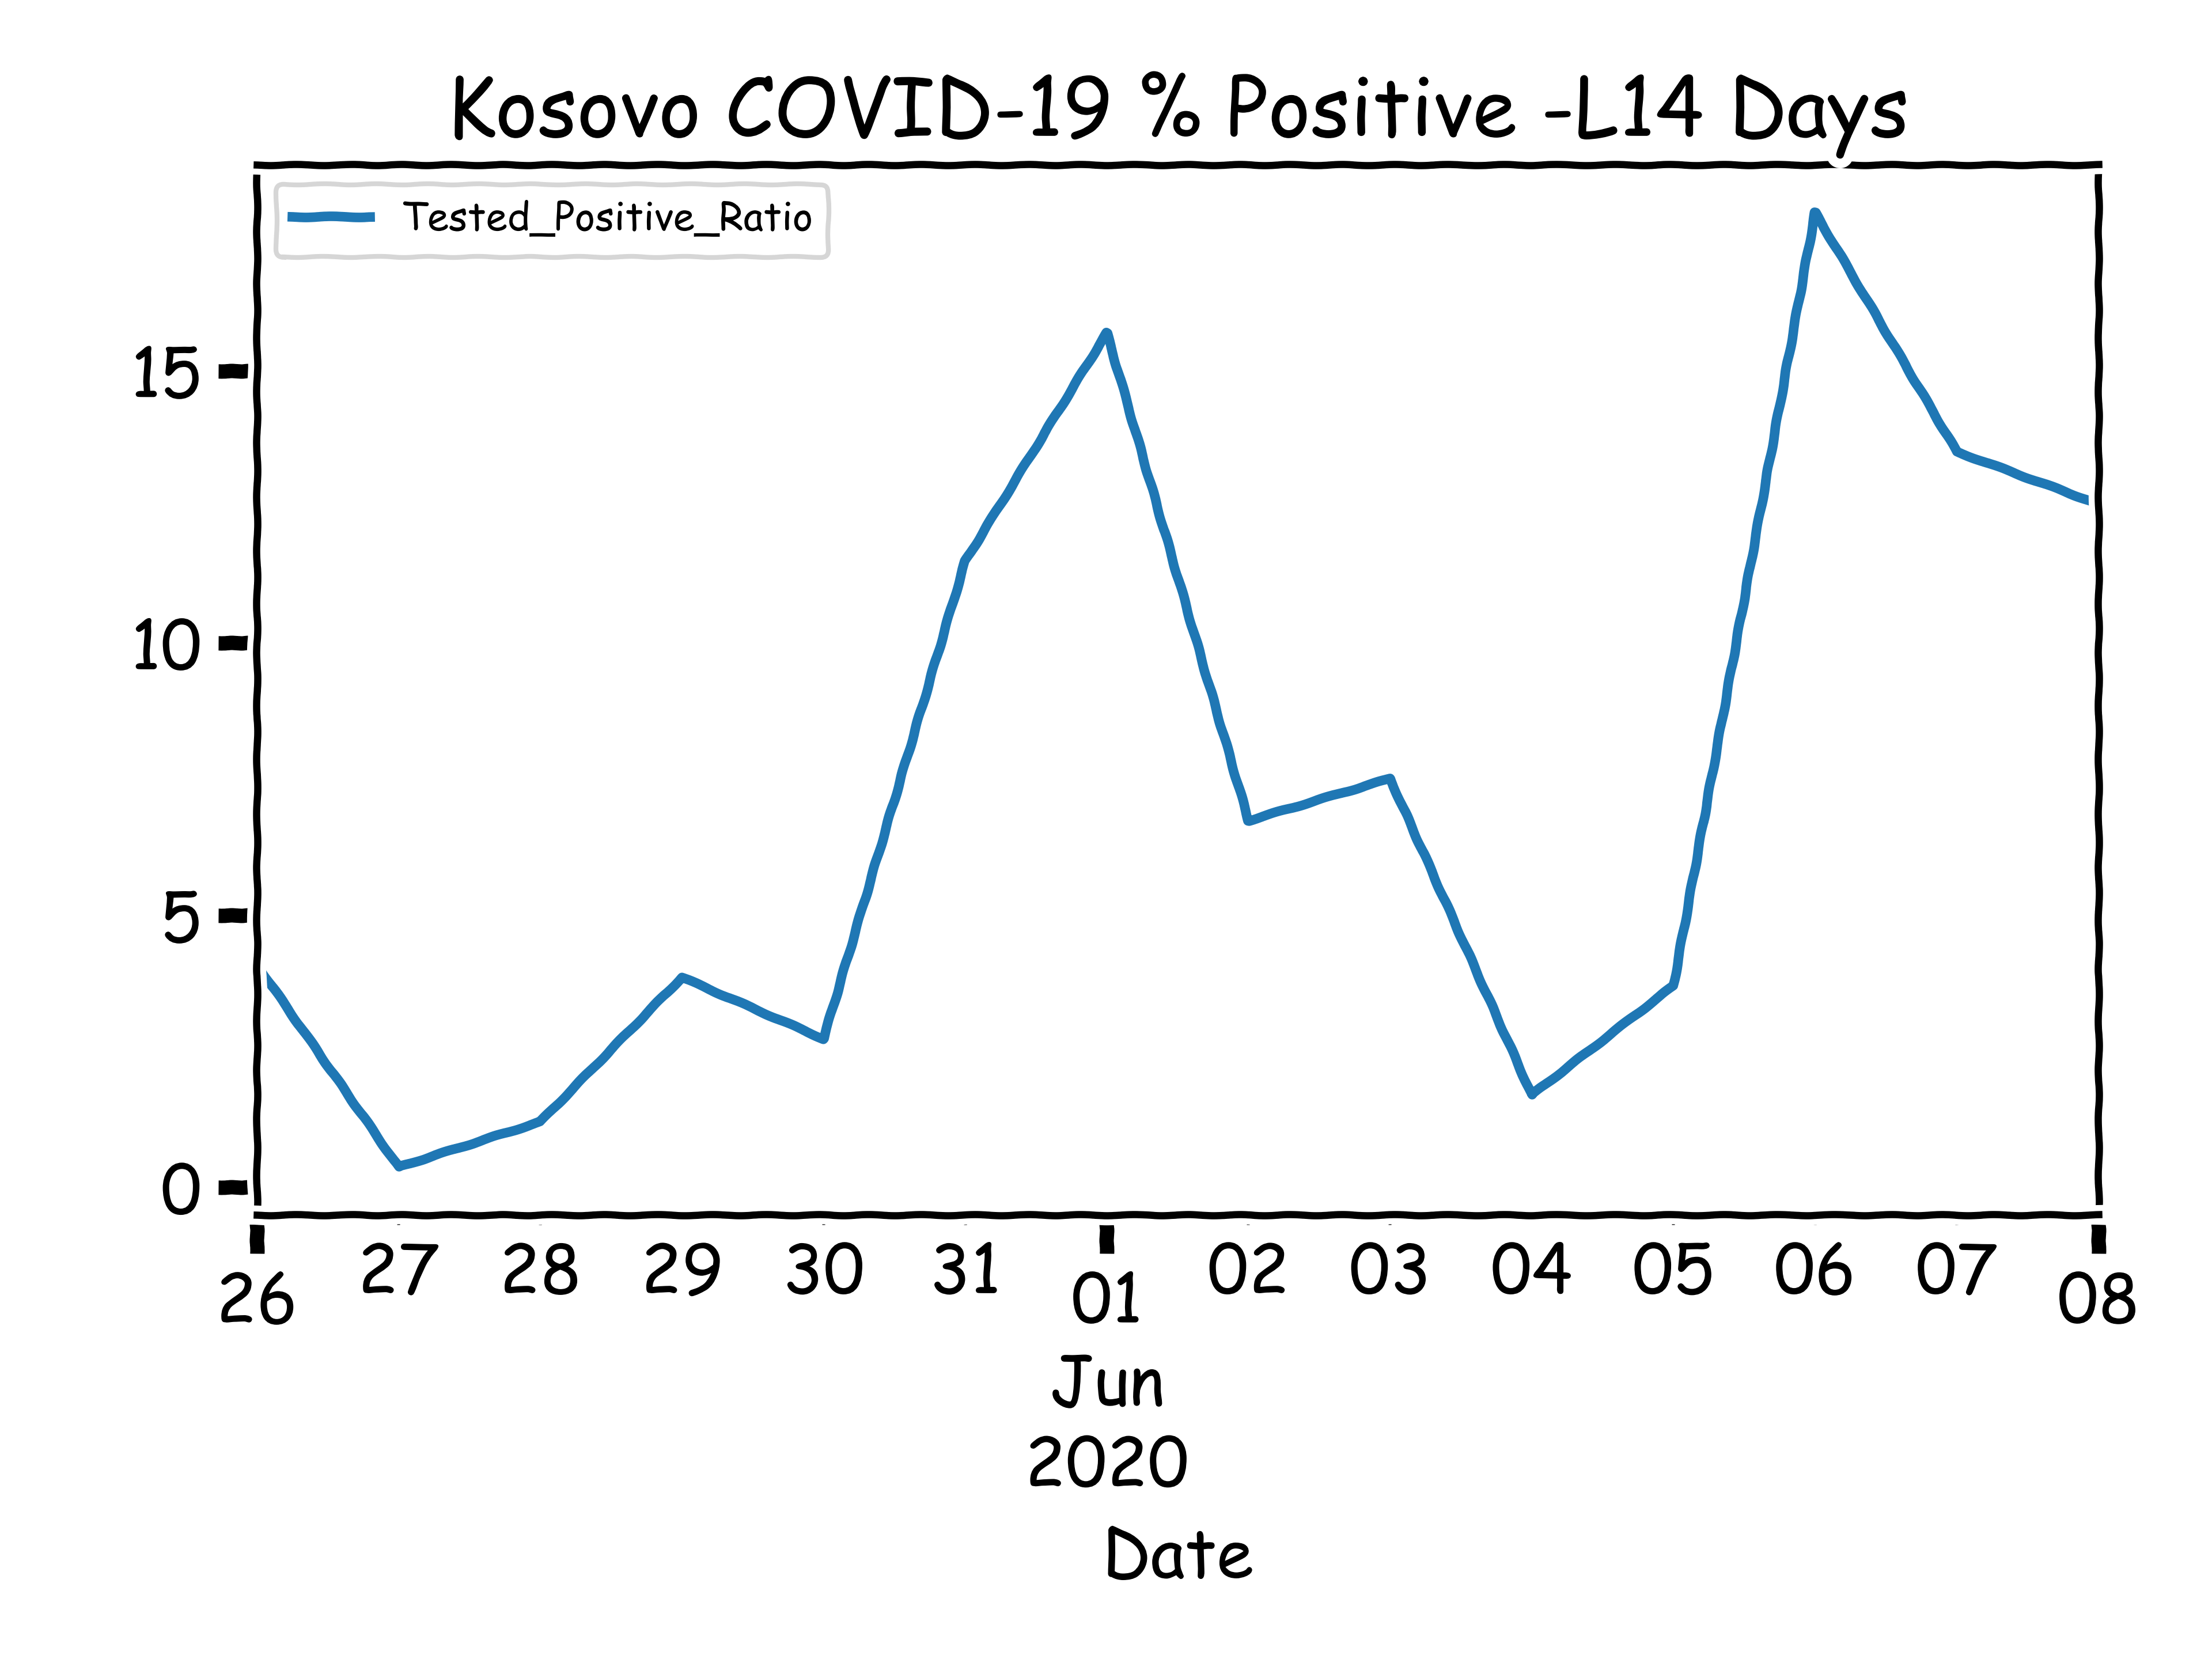 Kosovo COVID-19 % Positive -L14 Days
Tested_Positive_Ratio
15
10
5
0
26 27 28 29 30 31 01 02 03 04 05 06 07 08
Jun
2020
Date